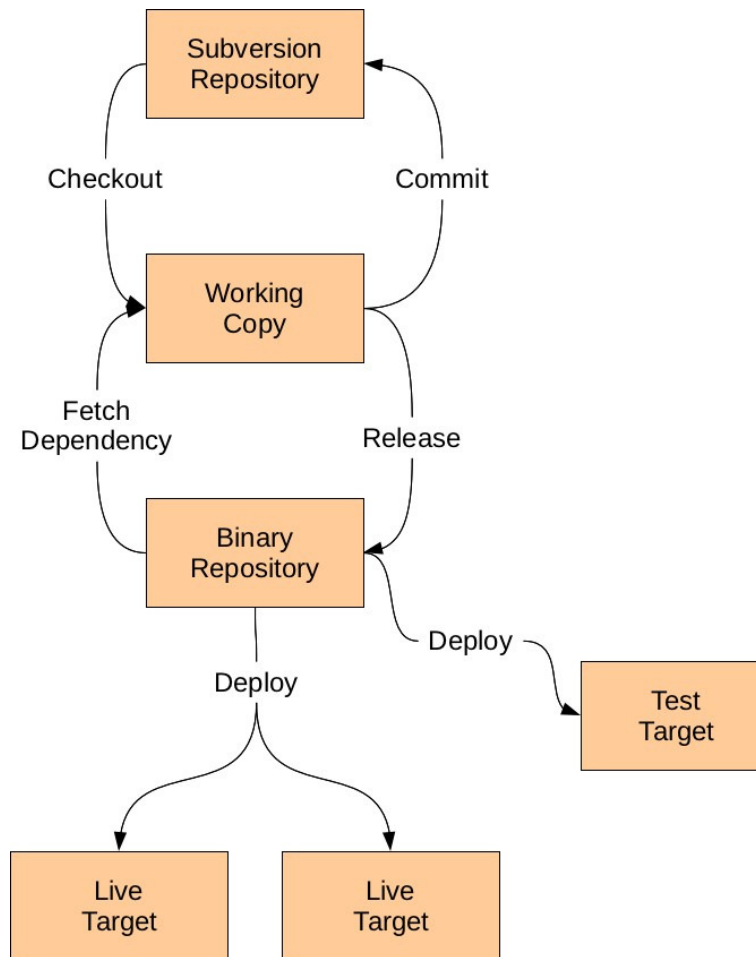 Subversion
Repository
Checkout
Commit
Working
Copy
Fetch
Dependency
Release
Binary
Repository
Deploy
Deploy
Test
Target
Live
Target
Live
Target